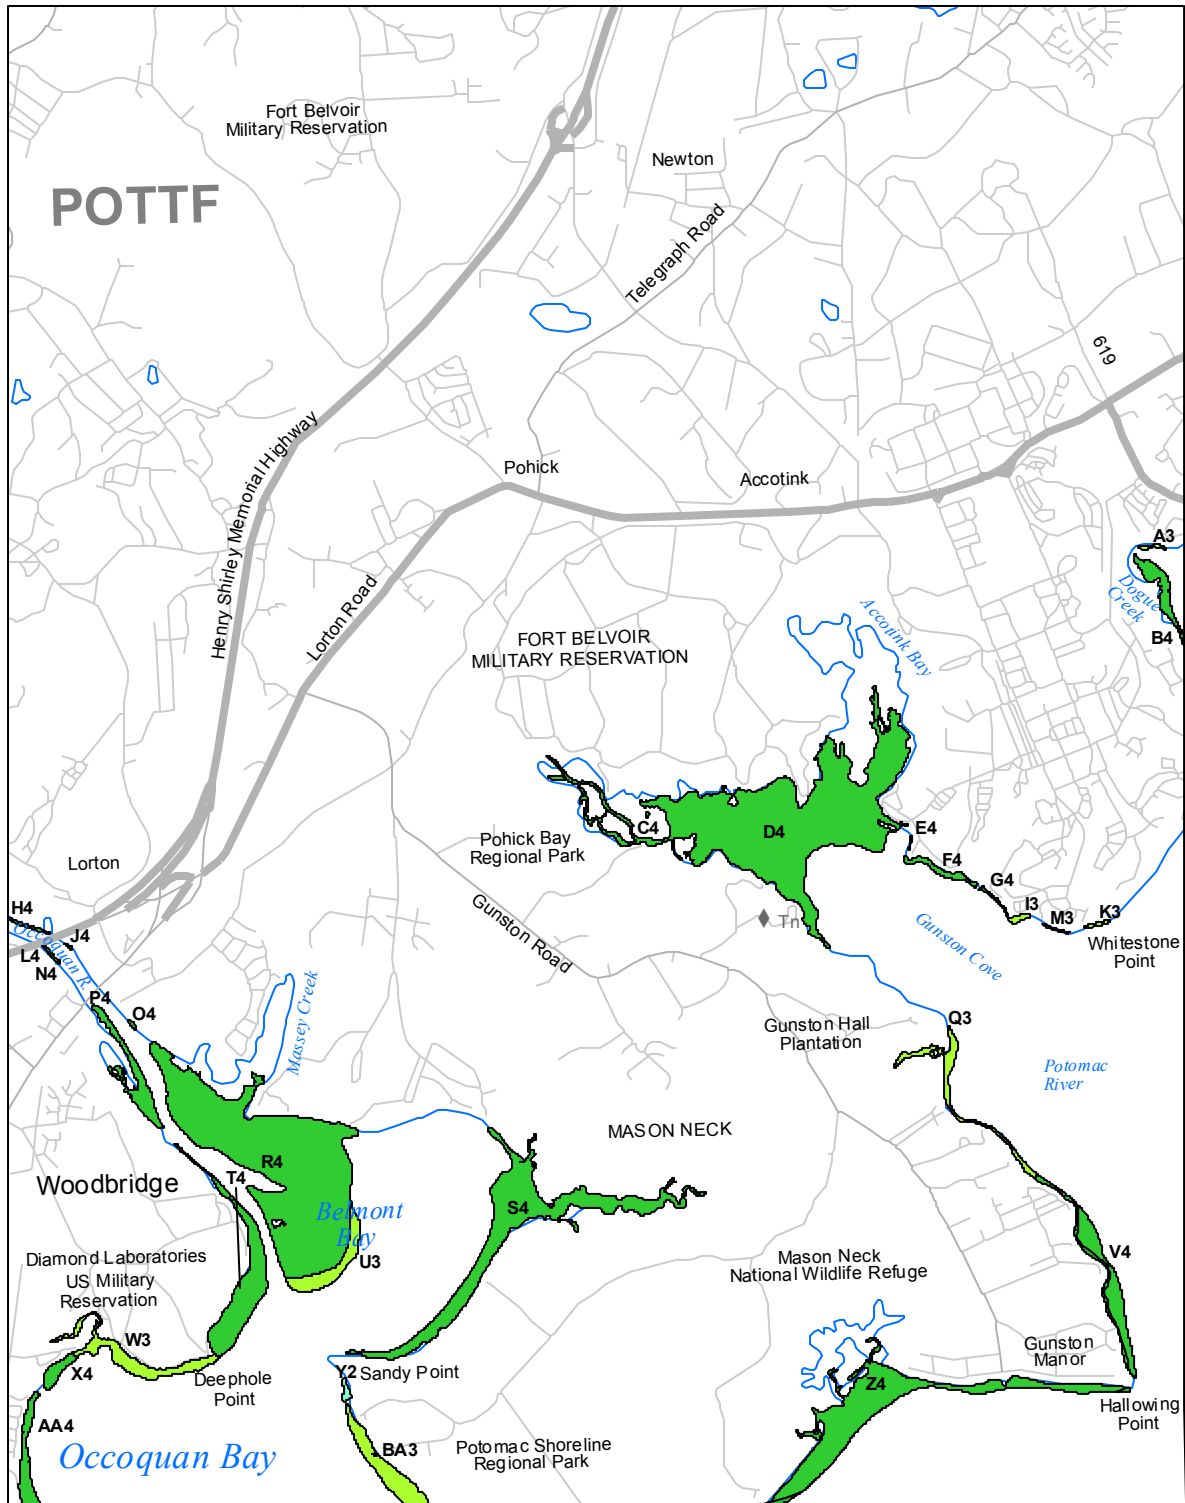 Fort Belvoir
Military Reservation
Newton
POTTF
Telegraph Road
619
Henry Shirley Memorial Highway
Pohick
Accotink
A3
Dogue
Creek
B4
Lorton Road
Accotink Bay
FORT BELVOIR
MILITARY RESERVATION
C4
D4
E4
Pohick Bay
Regional Park
F4
Lorton
G4
H4
I3
K3
M3
Tn
Gunston Road
Gunston Cove
Whitestone
Point
Occoquan R.
J4
L4
N4
P4
O4
Massey Creek
Q3
Gunston Hall
Plantation
Potomac
River
MASON NECK
R4
T4
Woodbridge
S4
Belmont
Bay
U3
V4
Diamond Laboratories
US Military
Reservation
Mason Neck
National Wildlife Refuge
W3
Gunston
Manor
X4
Deephole
Point
Y2
Sandy Point
Z4
Hallowing
Point
AA4
Occoquan Bay
BA3
Potomac Shoreline
Regional Park